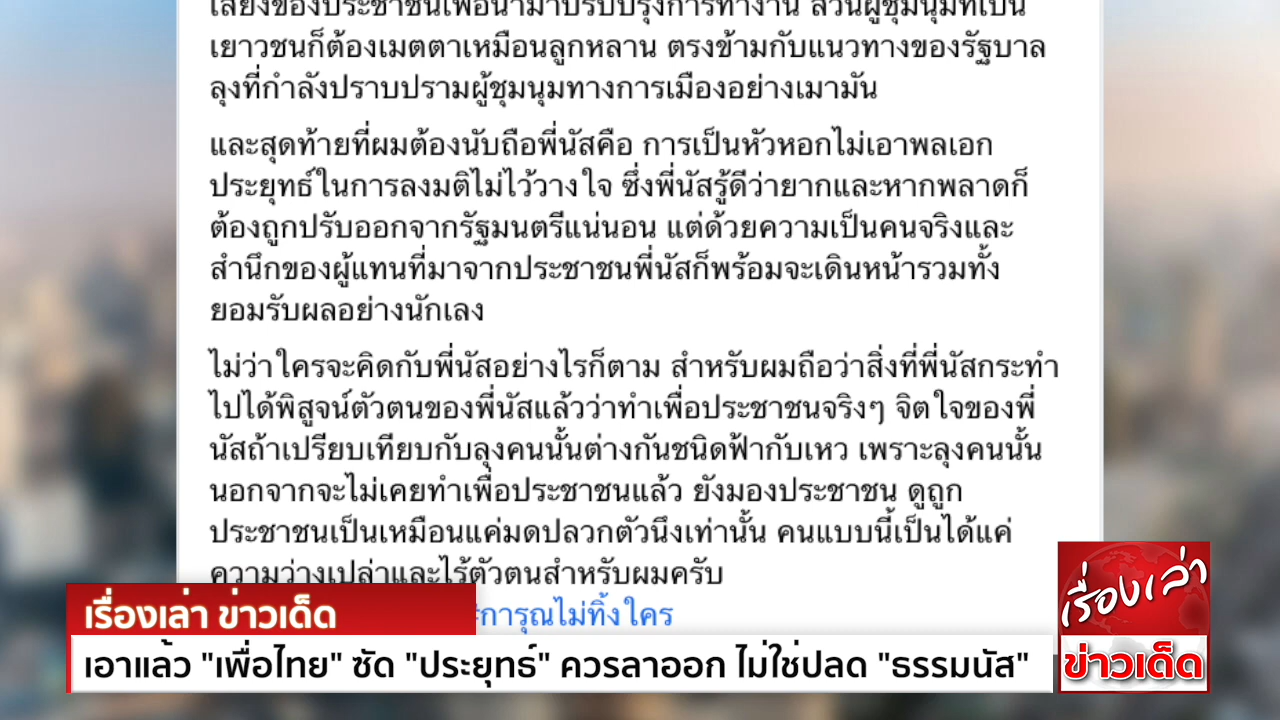 เสียงของประชาชนเพื่อนำมาปรับปรุงการทำงาน ส่วนผู้ชุมนุมที่เป็น
เยาวชนก็ต้องเมตตาเหมือนลูกหลาน ตรงข้ามกับแนวทางของรัฐบาล
ลุงที่กำลังปราบปรามผู้ชุมนุมทางการเมืองอย่างเมามัน
และสุดท้ายที่ผมต้องนับถือพี่นัสคือ การเป็นหัวหอกไม่เอาพลเอก
ประยุทธ์ในการลงมติไม่ไว้วางใจ ซึ่งพี่นัสรู้ดีว่ายากและหากพลาดก็
ต้องถูกปรับออกจากรัฐมนตรีแน่นอน แต่ด้วยความเป็นคนจริงและ
สำนึกของผู้แทนที่มาจากประชาชนพี่นัสก็พร้อมจะเดินหน้ารวมทั้ง
ยอมรับผลอย่างนักเลง
ไม่ว่าใครจะคิดกับพี่นัสอย่างไรก็ตาม สำหรับผมถือว่าสิ่งที่พี่นัสกระทำ
ไปได้พิสูจน์ตัวตนของพี่นัสแล้วว่าทำเพื่อประชาชนจริงๆ จิตใจของพี่
นัสถ้าเปรียบเทียบกับลุงคนนั้นต่างกันชนิดฟ้ากับเหว เพราะลุงคนนั้น
นอกจากจะไม่เคยทำเพื่อประชาชนแล้ว ยังมองประชาชน ดูถูก
ประชาชนเป็นเหมือนแค่มดปลวกตัวนึงเท่านั้น คนแบบนี้เป็นได้แค่
ความว่างเปล่าและไร้ตัวตนสำหรับผมครับ
#การุณไม่ทิ้งใคร
เรื่องเล่า ข่าวเด็ด
เอาแล้ว "เพื่อไทย" ซัด "ประยุทธ์" ควรลาออก ไม่ใช่ปลด "ธรรมนัส"
เรื่องเล่า
ข่าวเด็ด